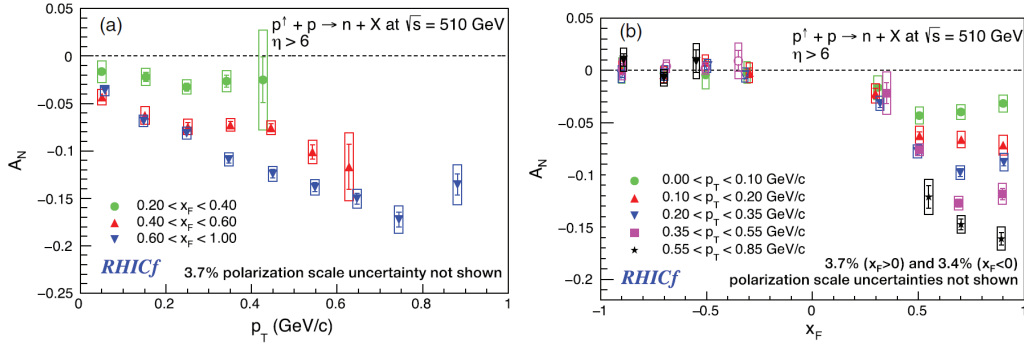 (a)
p↑ + p → n + X at √s = 510 GeV
η > 6
0
−0.05
−0.1
−0.15
−0.2
−0.25
A_N
0.20 < x_F < 0.40
0.40 < x_F < 0.60
0.60 < x_F < 1.00
RHICf
3.7% polarization scale uncertainty not shown
0 0.2 0.4 0.6 0.8 1
p_T (GeV/c)
(b)
p↑ + p → n + X at √s = 510 GeV
η > 6
0.05
0
−0.05
−0.1
−0.15
−0.2
A_N
0.00 < p_T < 0.10 GeV/c
0.10 < p_T < 0.20 GeV/c
0.20 < p_T < 0.35 GeV/c
0.35 < p_T < 0.55 GeV/c
0.55 < p_T < 0.85 GeV/c
3.7% (x_F>0) and 3.4% (x_F<0)
RHICf
polarization scale uncertainties not shown
−1 −0.5 0 0.5 1
x_F